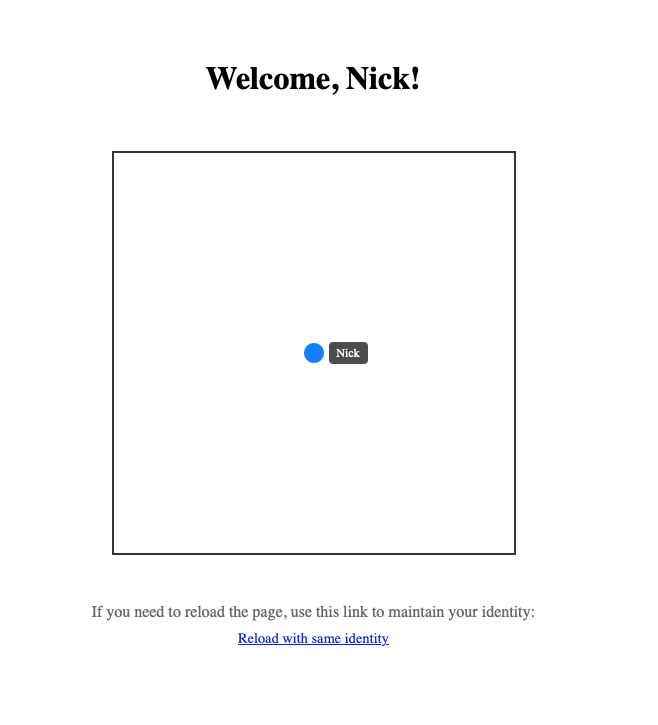 Welcome, Nick!
Nick
If you need to reload the page, use this link to maintain your identity:
Reload with same identity